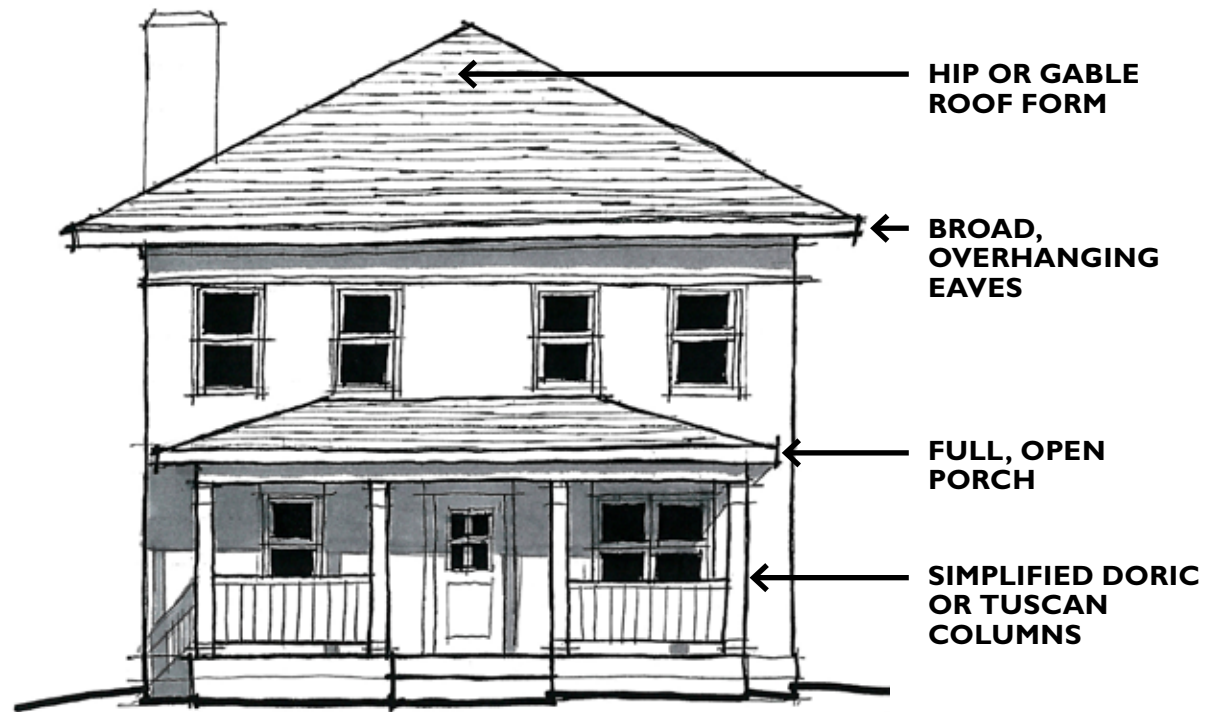 HIP OR GABLE
ROOF FORM
BROAD,
OVERHANGING
EAVES
FULL, OPEN
PORCH
SIMPLIFIED DORIC
OR TUSCAN
COLUMNS